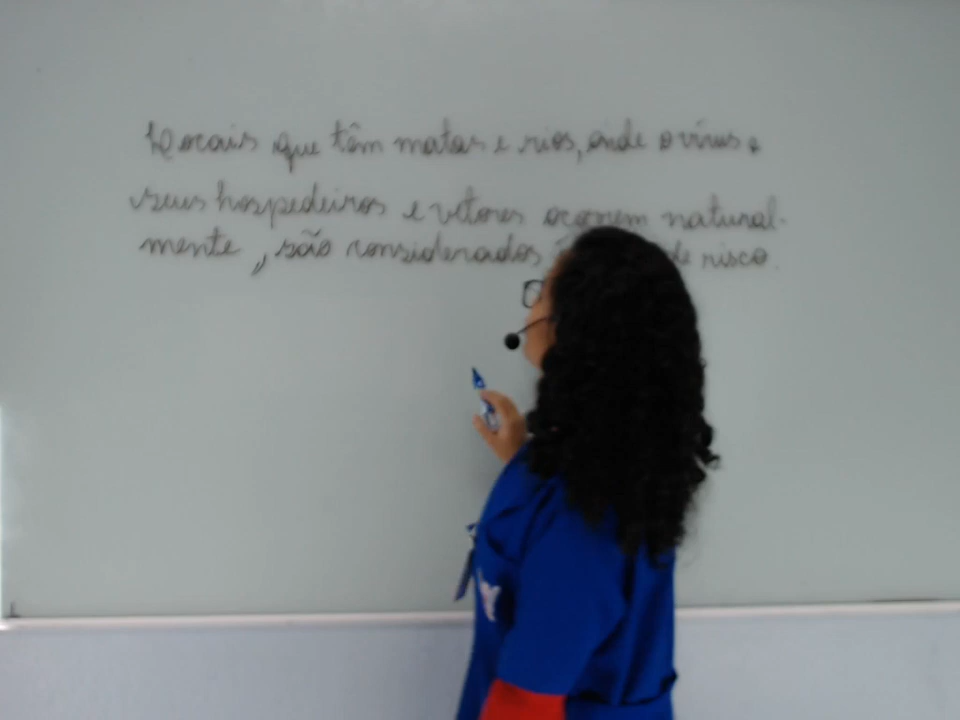 Locais que têm matas e rios, onde o vírus e
seus hospedeiros e vetores ocorrem natural-
mente, são considerados de risco.